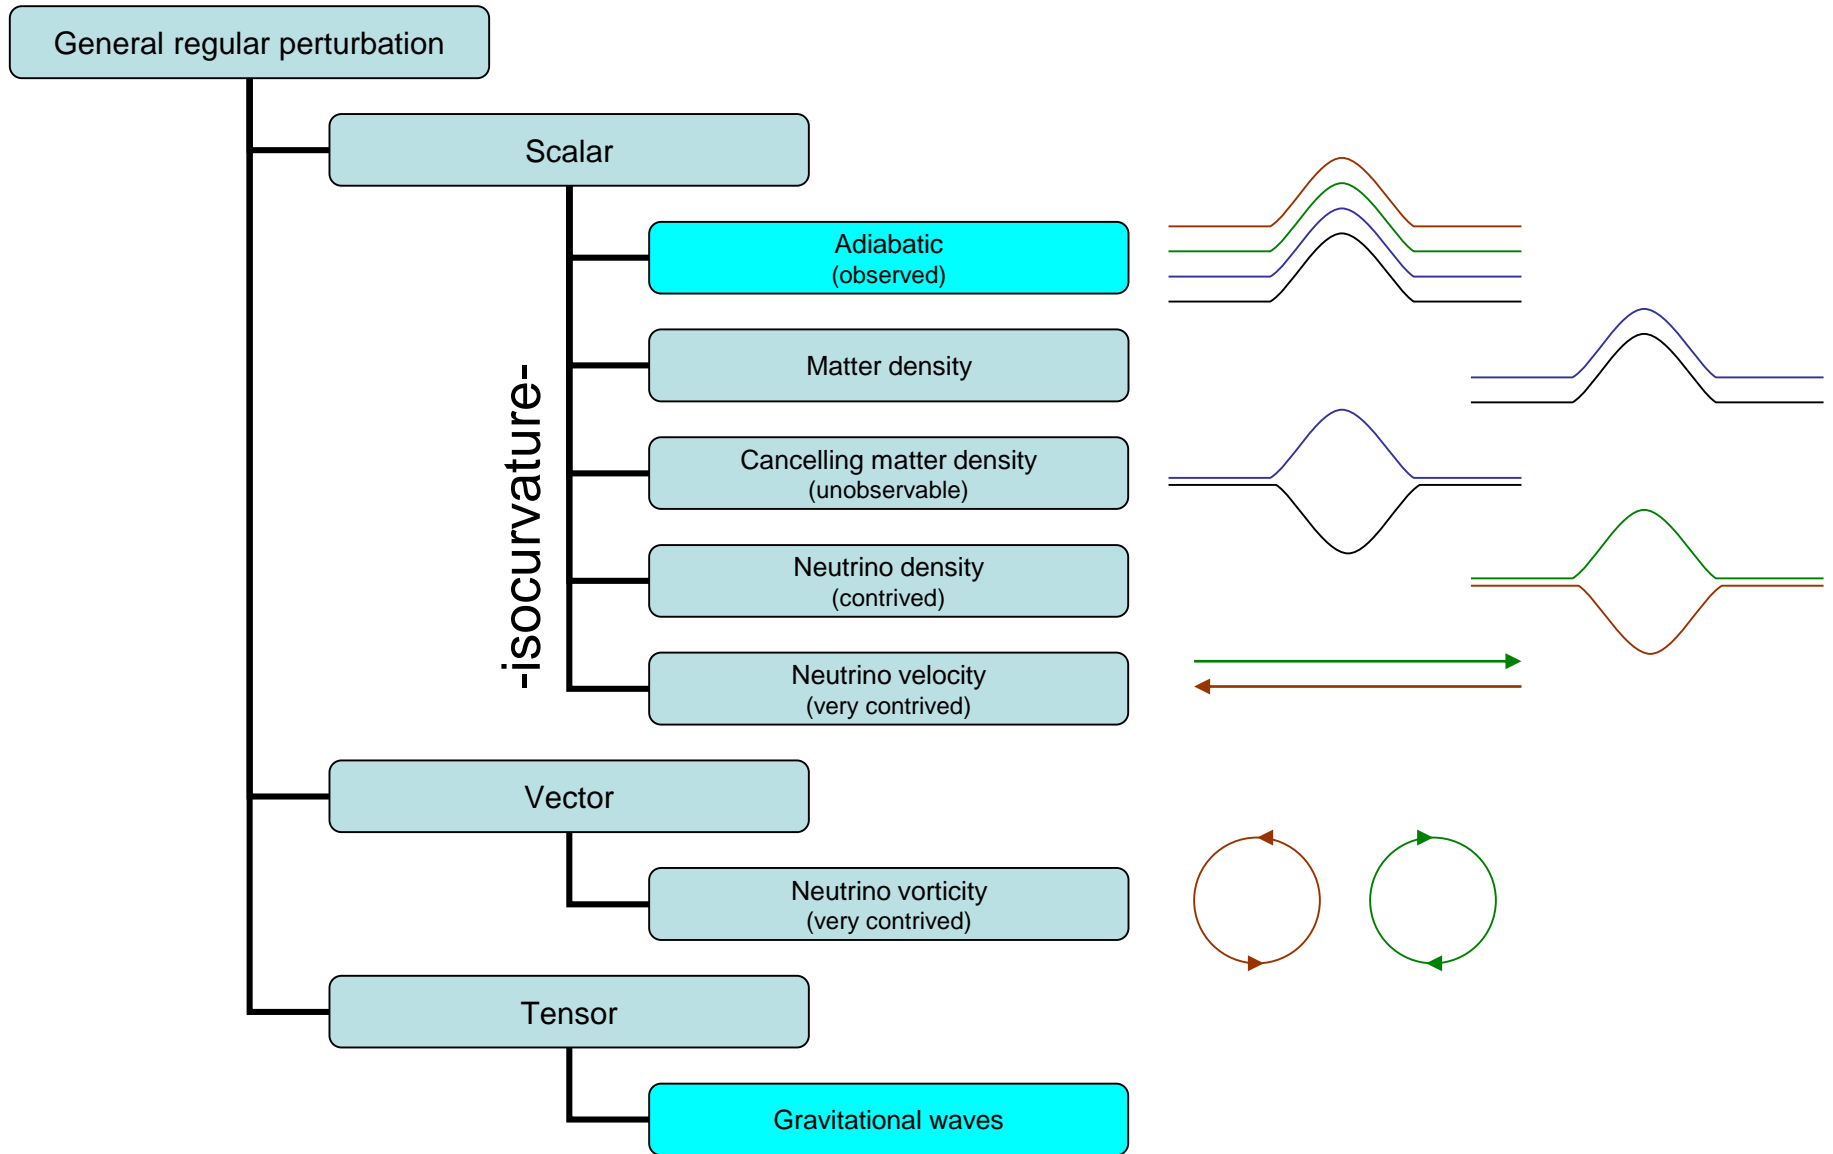 General regular perturbation
Scalar
Adiabatic
(observed)
Matter density
-isocurvature-
Cancelling matter density
(unobservable)
Neutrino density
(contrived)
Neutrino velocity
(very contrived)
Vector
Neutrino vorticity
(very contrived)
Tensor
Gravitational waves